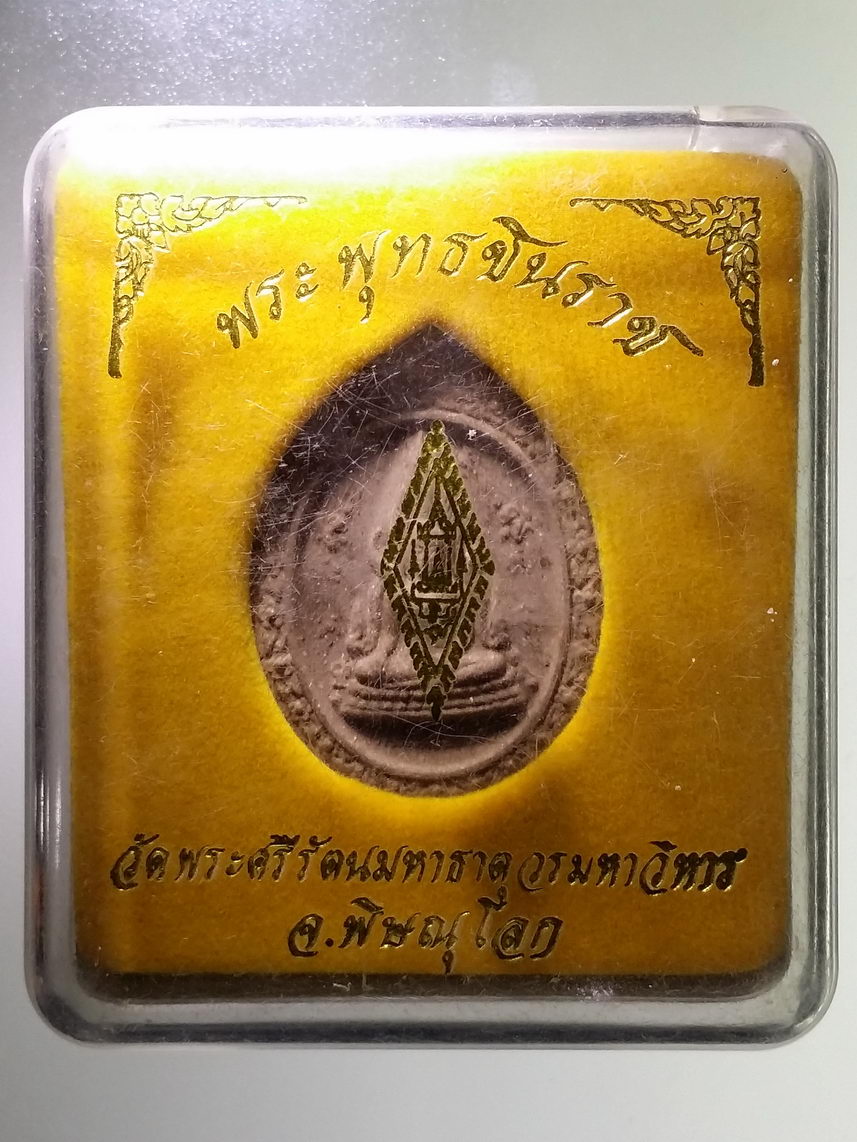 พระพุทธชินราช
วัดพระศรีรัตนมหาธาตุวรมหาวิหาร
จ.พิษณุโลก